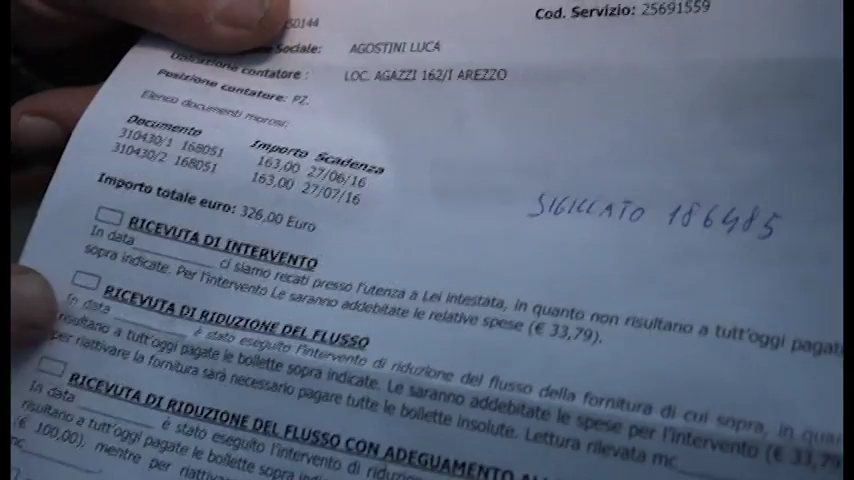 50144
Cod. Servizio: 25691559
Sociale: AGOSTINI LUCA
Ubicazione contatore : LOC. AGAZZI 162/I AREZZO
Posizione contatore: PZ.
Elenco documenti morosi:
Documento Importo Scadenza
310430/1 168051 163,00 27/06/16
310430/2 168051 163,00 27/07/16
Importo totale euro: 326,00 Euro
SIGILLATO 186485
RICEVUTA DI INTERVENTO
In data__________ ci siamo recati presso l'utenza a Lei intestata, in quanto non risultano a tutt'oggi pagat
sopra indicate. Per l'intervento Le saranno addebitate le relative spese (€ 33,79).
RICEVUTA DI RIDUZIONE DEL FLUSSO
In data __________ è stato eseguito l'intervento di riduzione del flusso della fornitura di cui sopra, in qua
risultano a tutt'oggi pagate le bollette sopra indicate. Le saranno addebitate le spese per l'intervento (€ 33,79
per riattivare la fornitura sarà necessario pagare tutte le bollette insolute. Lettura rilevata mc__________
RICEVUTA DI RIDUZIONE DEL FLUSSO CON ADEGUAMENTO
In data __________ è stato eseguito l'intervento di
risultano a tutt'oggi pagate le bollette sopra
(€ 100,00), mentre per
mc__________